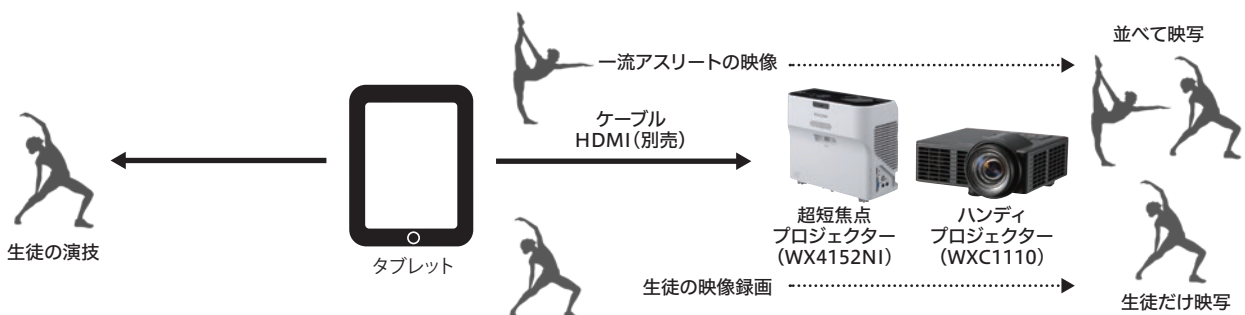 並べて映写
一流アスリートの映像
ケーブル
HDMI(別売)
生徒の演技
タブレット
超短焦点
プロジェクター
(WX4152NI)
ハンディ
プロジェクター
(WXC1110)
生徒の映像録画
生徒だけ映写